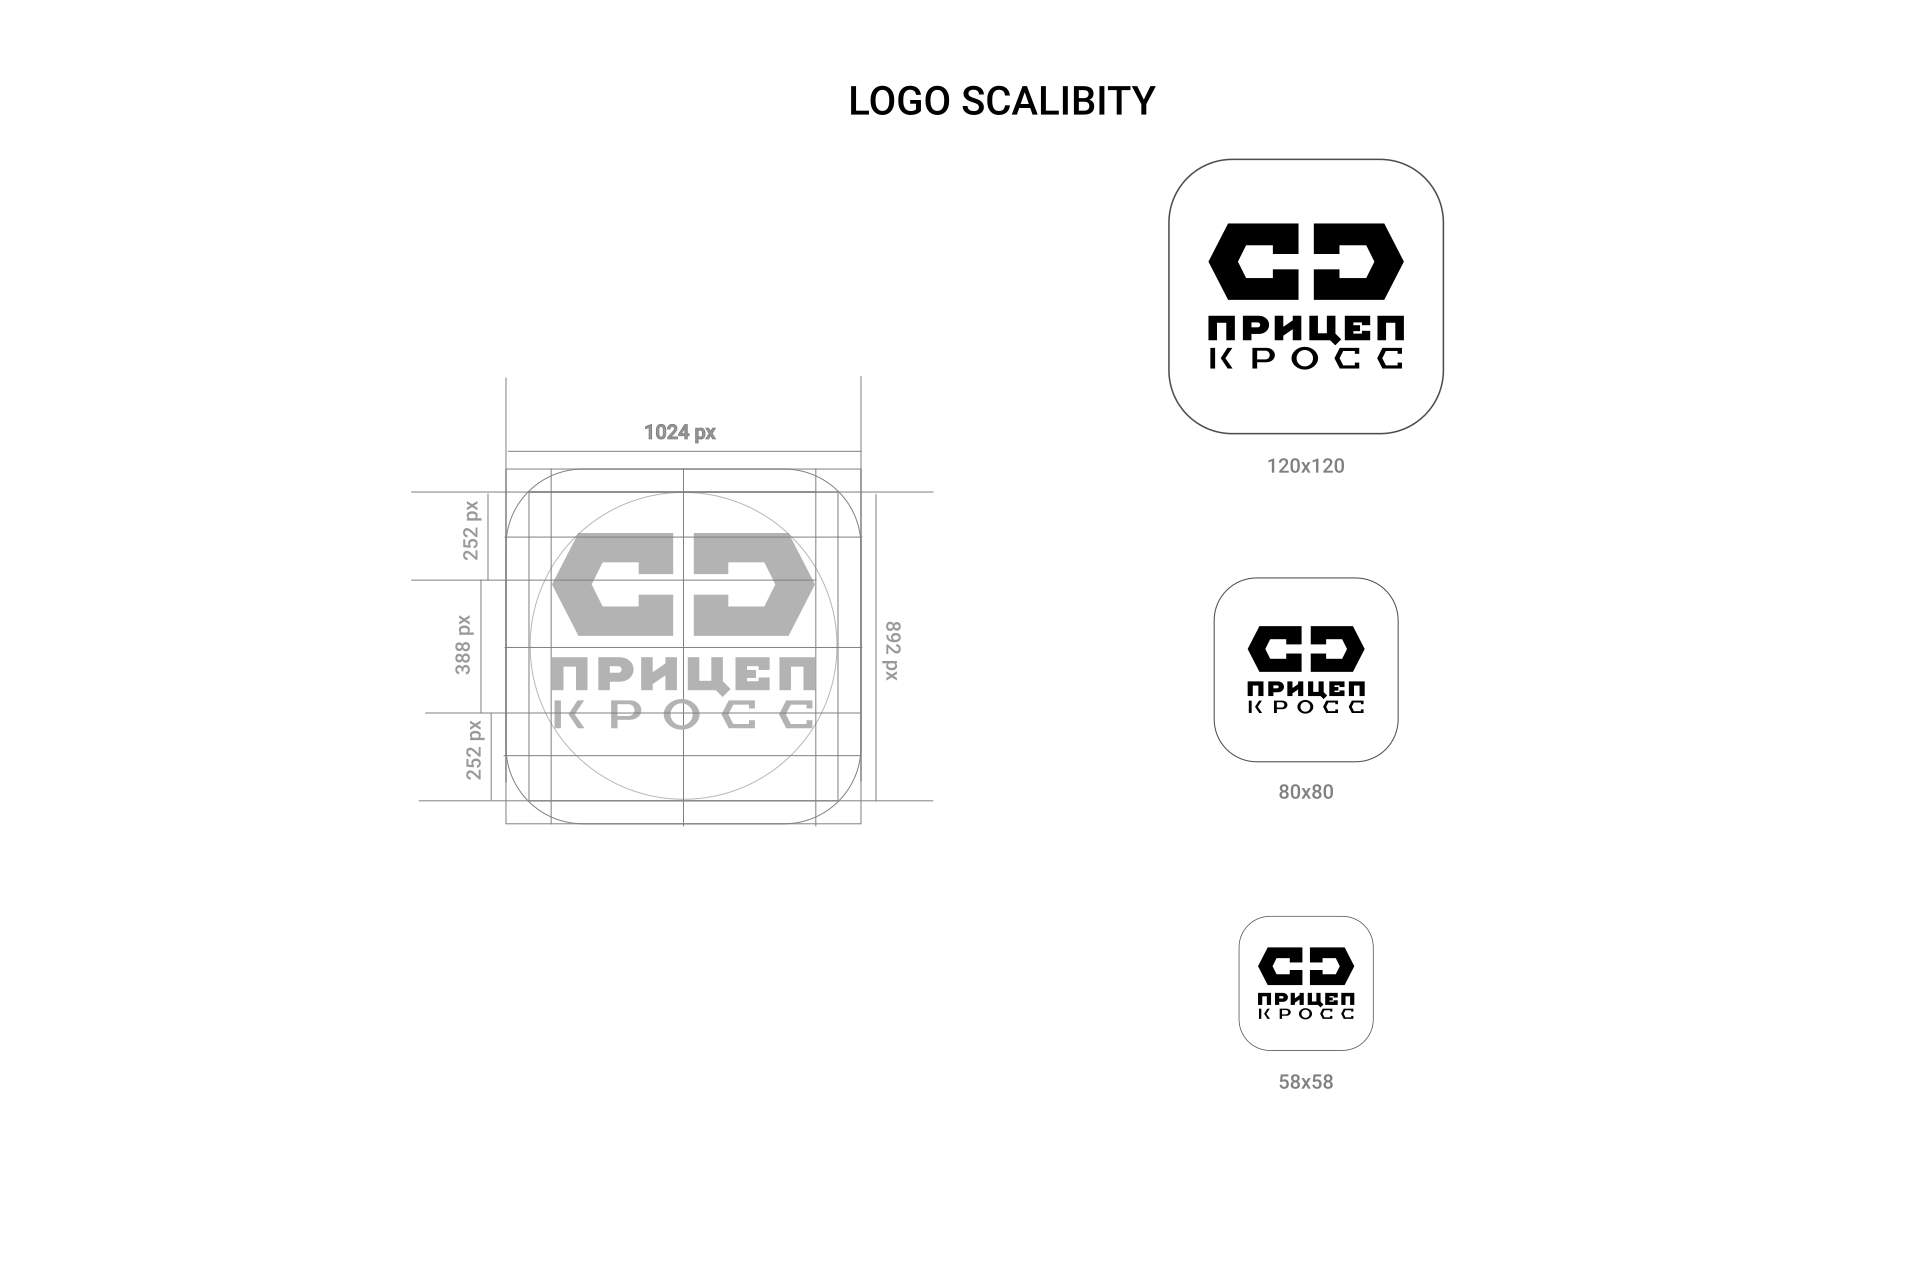 LOGO SCALIBITY
1024 px
252 px
388 px
252 px
892 px
ПРИЦЕП
КРОСС
ПРИЦЕП
КРОСС
120x120
ПРИЦЕП
КРОСС
80x80
ПРИЦЕП
КРОСС
58x58